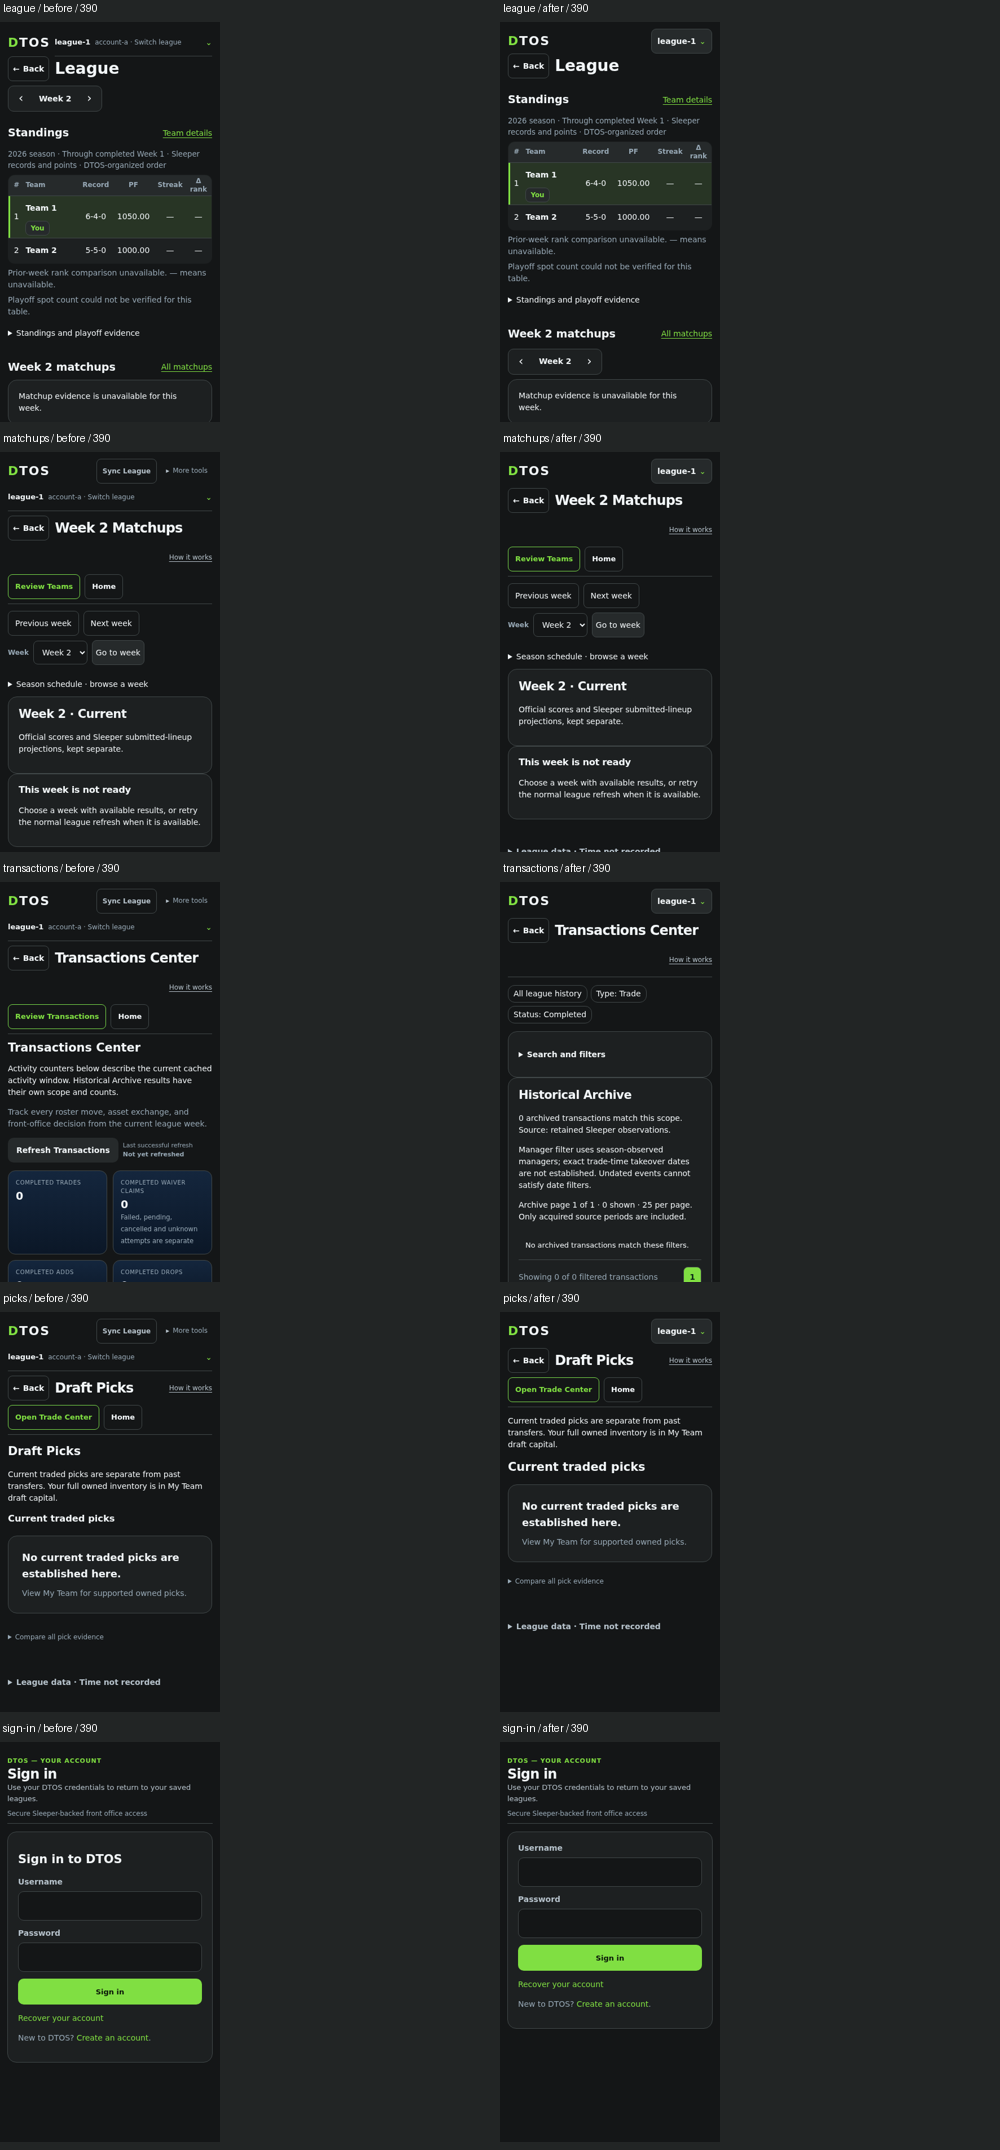 league / before / 390
DTOS league-1 account-a · Switch league ⌄
← Back League
‹ Week 2 ›
Standings Team details
2026 season · Through completed Week 1 · Sleeper
records and points · DTOS-organized order
# Team Record PF Streak Δ rank
1 Team 1 You 6-4-0 1050.00 — —
2 Team 2 5-5-0 1000.00 — —
Prior-week rank comparison unavailable. — means
unavailable.
Playoff spot count could not be verified for this
table.
▸ Standings and playoff evidence
Week 2 matchups All matchups
Matchup evidence is unavailable for this
week.
league / after / 390
DTOS league-1 ⌄
← Back League
Standings Team details
2026 season · Through completed Week 1 · Sleeper
records and points · DTOS-organized order
# Team Record PF Streak Δ rank
1 Team 1 You 6-4-0 1050.00 — —
2 Team 2 5-5-0 1000.00 — —
Prior-week rank comparison unavailable. — means
unavailable.
Playoff spot count could not be verified for this
table.
▸ Standings and playoff evidence
Week 2 matchups All matchups
‹ Week 2 ›
Matchup evidence is unavailable for this
week.
matchups / before / 390
DTOS Sync League ▸ More tools
league-1 account-a · Switch league ⌄
← Back Week 2 Matchups
How it works
Review Teams Home
Previous week Next week
Week Week 2 Go to week
▸ Season schedule · browse a week
Week 2 · Current
Official scores and Sleeper submitted-lineup
projections, kept separate.
This week is not ready
Choose a week with available results, or retry
the normal league refresh when it is available.
matchups / after / 390
DTOS league-1 ⌄
← Back Week 2 Matchups
How it works
Review Teams Home
Previous week Next week
Week Week 2 Go to week
▸ Season schedule · browse a week
Week 2 · Current
Official scores and Sleeper submitted-lineup
projections, kept separate.
This week is not ready
Choose a week with available results, or retry
the normal league refresh when it is available.
▸ League data · Time not recorded
transactions / before / 390
DTOS Sync League ▸ More tools
league-1 account-a · Switch league ⌄
← Back Transactions Center
How it works
Review Transactions Home
Transactions Center
Activity counters below describe the current cached
activity window. Historical Archive results have
their own scope and counts.
Track every roster move, asset exchange, and
front-office decision from the current league week.
Refresh Transactions Last successful refresh
Not yet refreshed
COMPLETED TRADES
0
COMPLETED WAIVER
CLAIMS
0
Failed, pending,
cancelled and unknown
attempts are separate
COMPLETED ADDS COMPLETED DROPS
transactions / after / 390
DTOS league-1 ⌄
← Back Transactions Center
How it works
All league history Type: Trade
Status: Completed
▸ Search and filters
Historical Archive
0 archived transactions match this scope.
Source: retained Sleeper observations.
Manager filter uses season-observed
managers; exact trade-time takeover dates
are not established. Undated events cannot
satisfy date filters.
Archive page 1 of 1 · 0 shown · 25 per page.
Only acquired source periods are included.
No archived transactions match these filters.
Showing 0 of 0 filtered transactions 1
picks / before / 390
DTOS Sync League ▸ More tools
league-1 account-a · Switch league ⌄
← Back Draft Picks How it works
Open Trade Center Home
Draft Picks
Current traded picks are separate from past
transfers. Your full owned inventory is in My Team
draft capital.
Current traded picks
No current traded picks are
established here.
View My Team for supported owned picks.
▸ Compare all pick evidence
▸ League data · Time not recorded
picks / after / 390
DTOS league-1 ⌄
← Back Draft Picks How it works
Open Trade Center Home
Current traded picks are separate from past
transfers. Your full owned inventory is in My Team
draft capital.
Current traded picks
No current traded picks are
established here.
View My Team for supported owned picks.
▸ Compare all pick evidence
▸ League data · Time not recorded
sign-in / before / 390
DTOS — YOUR ACCOUNT
Sign in
Use your DTOS credentials to return to your saved
leagues.
Secure Sleeper-backed front office access
Sign in to DTOS
Username
Password
Sign in
Recover your account
New to DTOS? Create an account.
sign-in / after / 390
DTOS — YOUR ACCOUNT
Sign in
Use your DTOS credentials to return to your saved
leagues.
Secure Sleeper-backed front office access
Username
Password
Sign in
Recover your account
New to DTOS? Create an account.